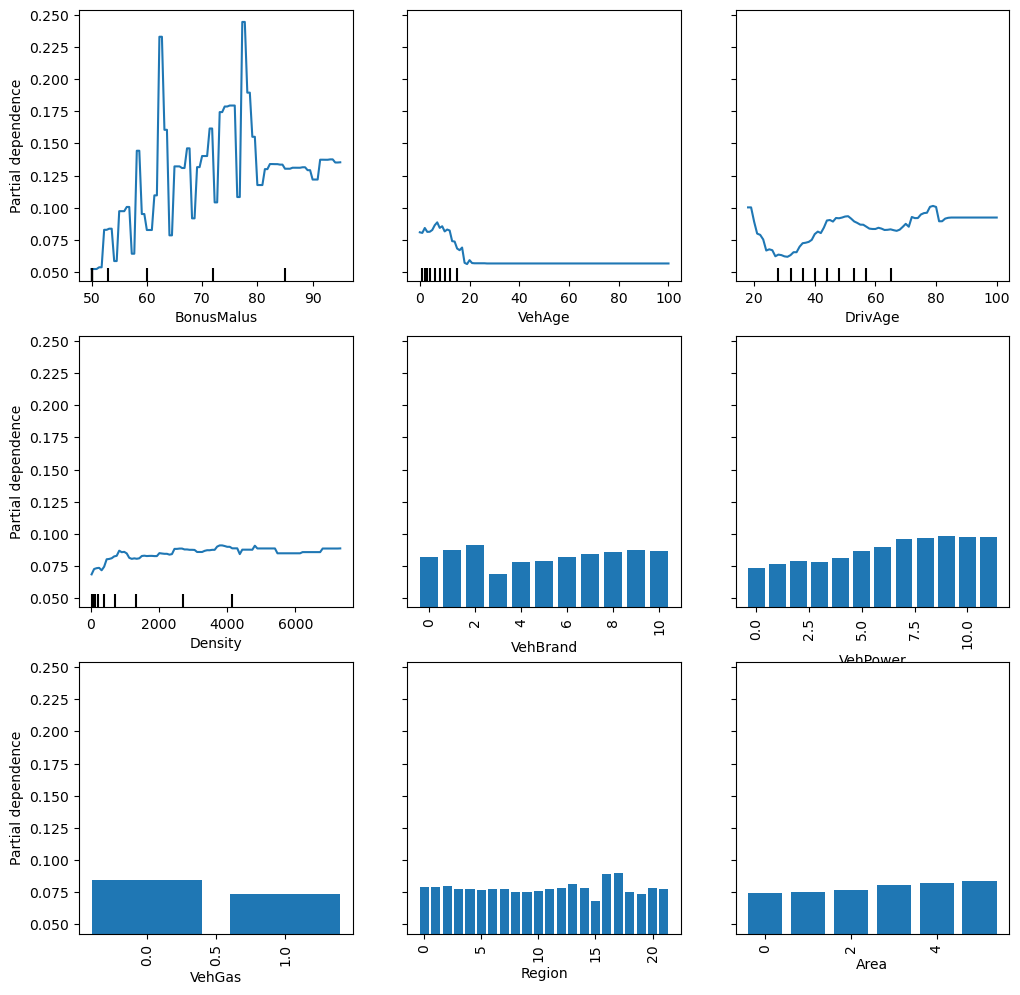 0.250
0.225
0.200
0.175
0.150
0.125
0.100
0.075
0.050
Partial dependence
50 60 70 80 90
BonusMalus
0 20 40 60 80 100
VehAge
20 40 60 80 100
DrivAge
0.250
0.225
0.200
0.175
0.150
0.125
0.100
0.075
0.050
Partial dependence
0 2000 4000 6000
Density
0 2 4 6 8 10
VehBrand
0.0 2.5 5.0 7.5 10.0
VehPower
0.250
0.225
0.200
0.175
0.150
0.125
0.100
0.075
0.050
Partial dependence
0.0 0.5 1.0
VehGas
0 5 10 15 20
Region
0 2 4
Area